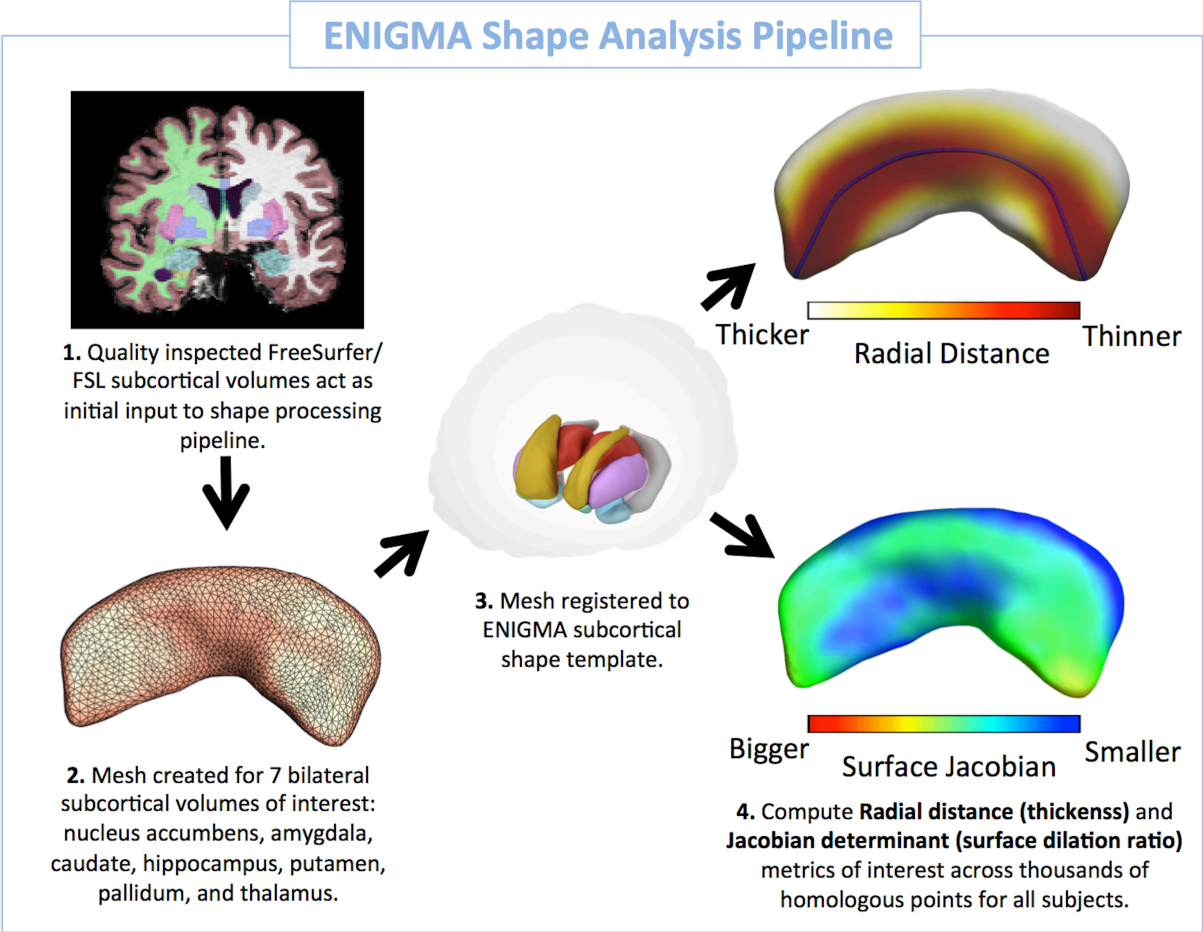 ENIGMA Shape Analysis Pipeline
1. Quality inspected FreeSurfer/
FSL subcortical volumes act as
initial input to shape processing
pipeline.
2. Mesh created for 7 bilateral
subcortical volumes of interest:
nucleus accumbens, amygdala,
caudate, hippocampus, putamen,
pallidum, and thalamus.
3. Mesh registered to
ENIGMA subcortical
shape template.
Thicker
Thinner
Radial Distance
Bigger
Smaller
Surface Jacobian
4. Compute Radial distance (thickenss) and
Jacobian determinant (surface dilation ratio)
metrics of interest across thousands of
homologous points for all subjects.